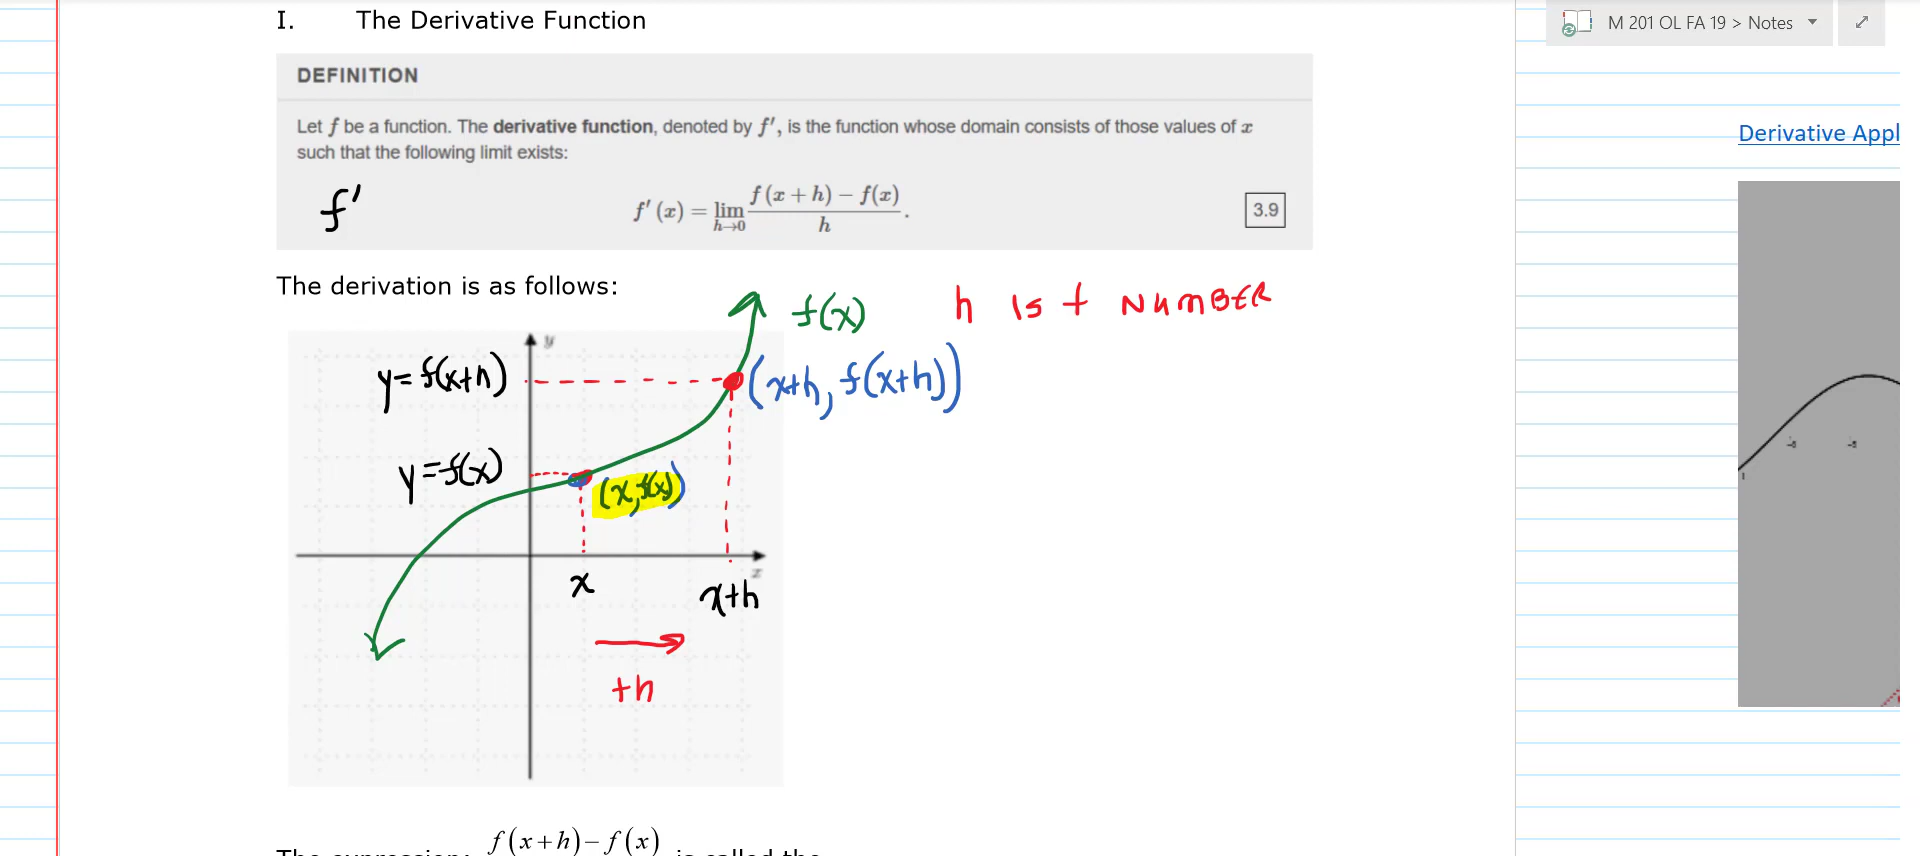 I. The Derivative Function
M 201 OL FA 19 > Notes
DEFINITION
Let f be a function. The derivative function, denoted by f', is the function whose domain consists of those values of x
such that the following limit exists:
f'
f'(x) = lim h→0 f(x + h) − f(x) / h .
3.9
Derivative Appl
The derivation is as follows:
f(x)
h is + NUMBER
y
y = f(x+h)
(x+h, f(x+h))
y = f(x)
(x, f(x))
x
x
x+h
+h
f(x+h)−f(x)
The expression: is called the